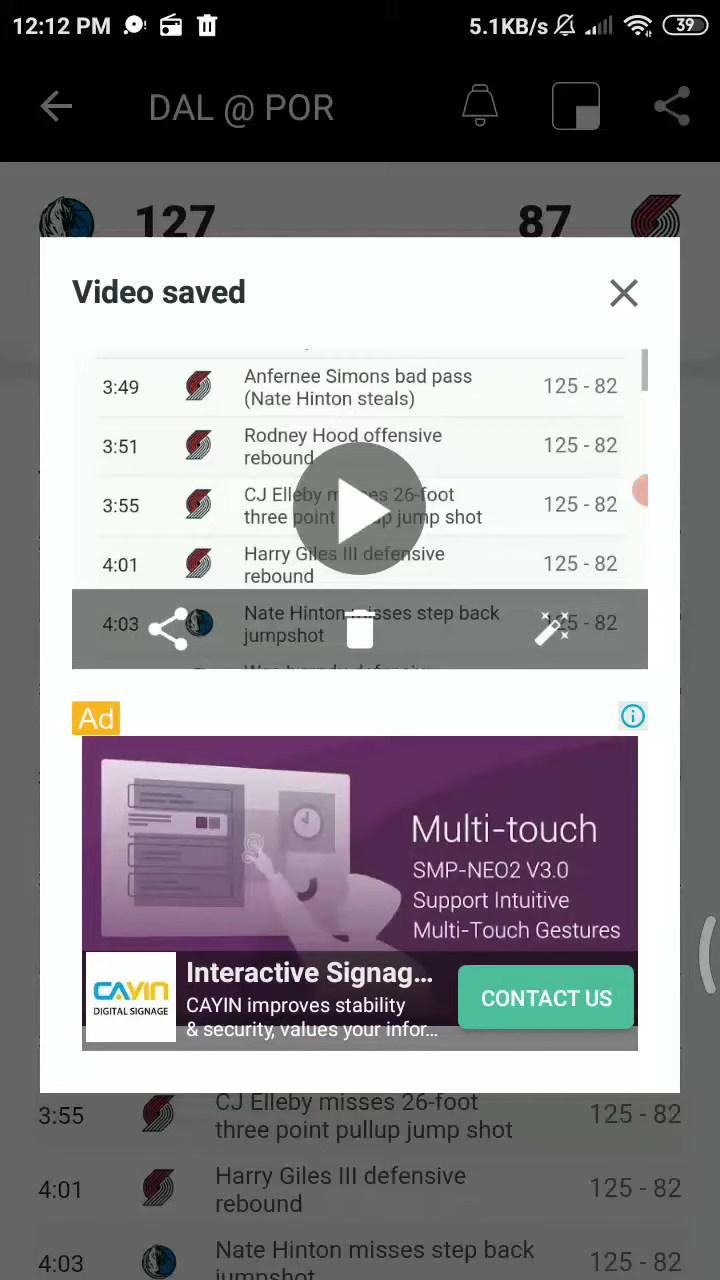 12:12 PM 5.1KB/s 39
DAL @ POR
127 87
Video saved
3:49 Anfernee Simons bad pass 125 - 82
(Nate Hinton steals)
3:51 Rodney Hood offensive 125 - 82
rebound
3:55 CJ Elleby misses 26-foot 125 - 82
three point pullup jump shot
4:01 Harry Giles III defensive 125 - 82
rebound
4:03 Nate Hinton misses step back 125 - 82
jumpshot
Ad
Multi-touch
SMP-NEO2 V3.0
Support Intuitive
Multi-Touch Gestures
CAYIN
DIGITAL SIGNAGE
Interactive Signag...
CAYIN improves stability
& security, values your infor...
CONTACT US
3:55 CJ Elleby misses 26-foot 125 - 82
three point pullup jump shot
4:01 Harry Giles III defensive 125 - 82
rebound
4:03 Nate Hinton misses step back 125 - 82
jumpshot